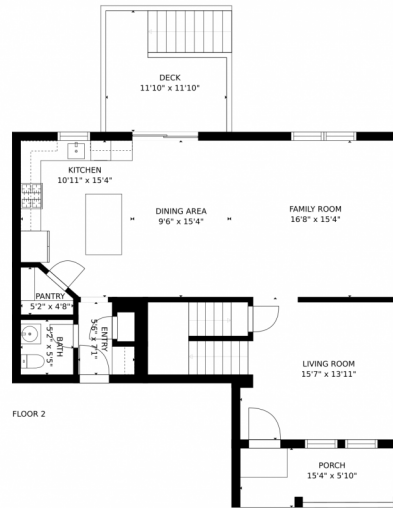 DECK
11'10" x 11'10"
KITCHEN
10'11" x 15'4"
DINING AREA
9'6" x 15'4"
FAMILY ROOM
16'8" x 15'4"
PANTRY
5'2" x 4'8"
BATH
5'2" x 5'5"
ENTRY
5'6" x 7'1"
LIVING ROOM
15'7" x 13'11"
FLOOR 2
PORCH
15'4" x 5'10"